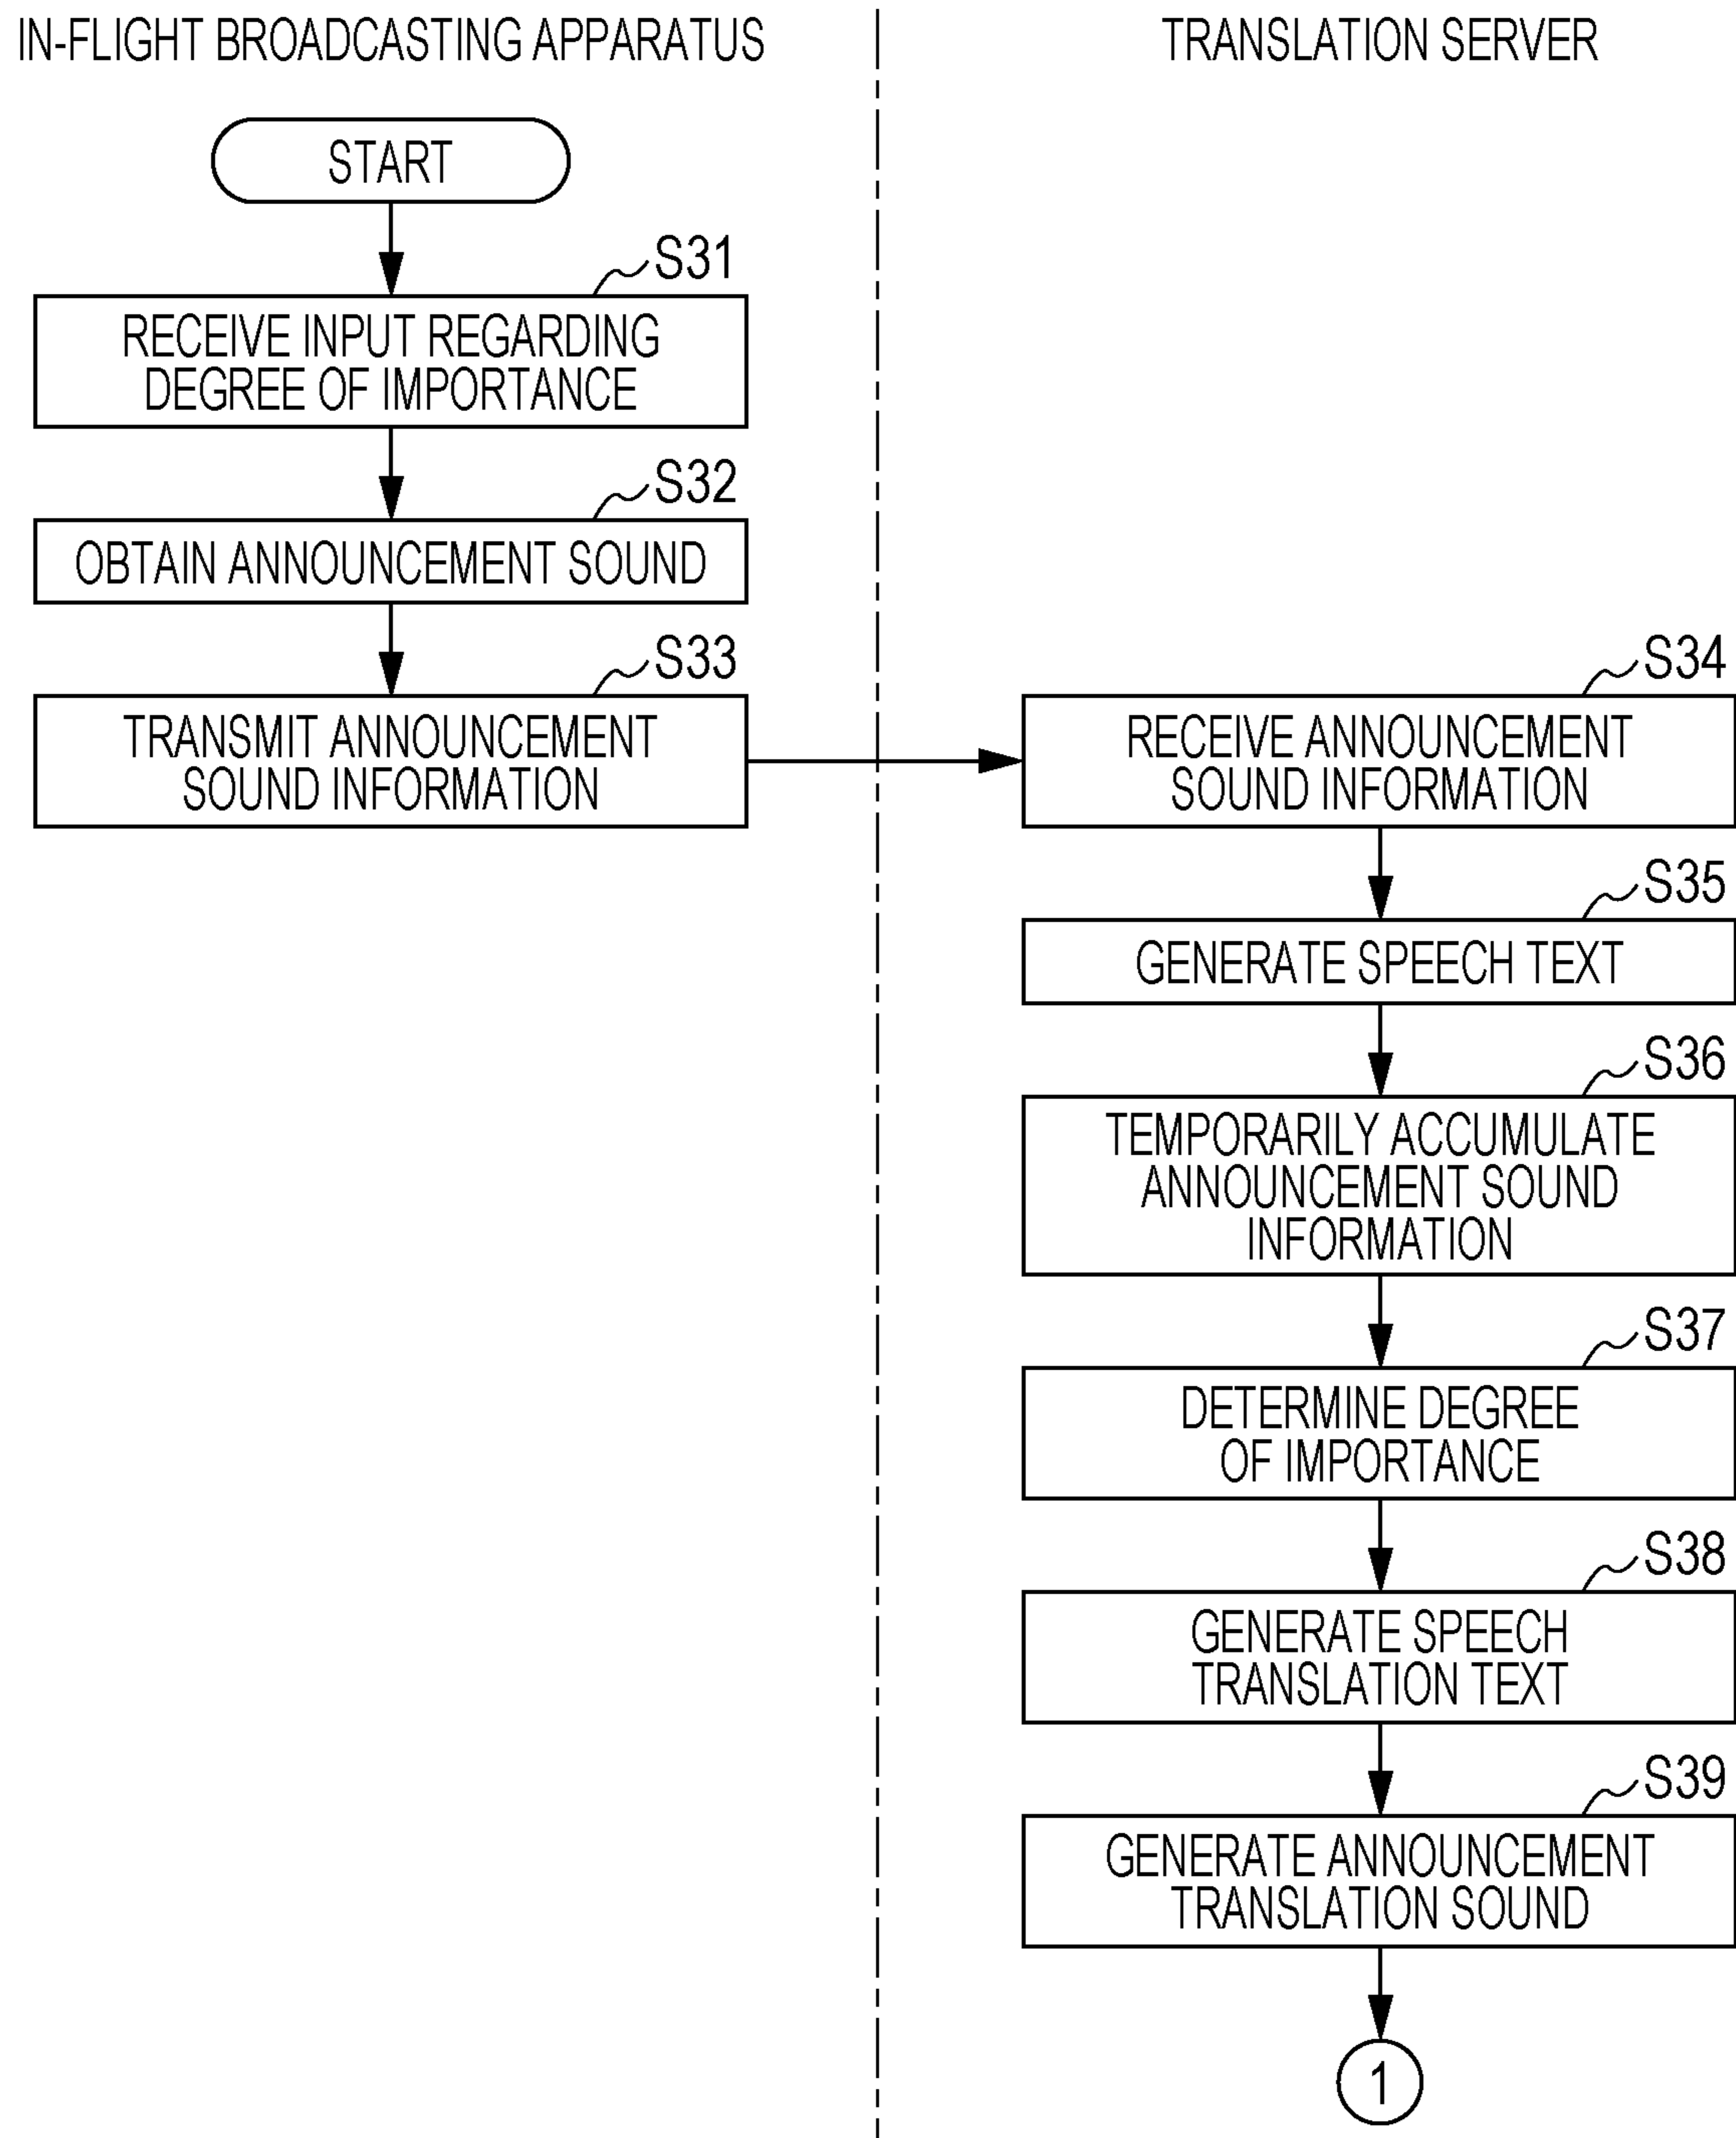 IN-FLIGHT BROADCASTING APPARATUS
TRANSLATION SERVER
START
S31
RECEIVE INPUT REGARDING
DEGREE OF IMPORTANCE
S32
OBTAIN ANNOUNCEMENT SOUND
S33
TRANSMIT ANNOUNCEMENT
SOUND INFORMATION
S34
RECEIVE ANNOUNCEMENT
SOUND INFORMATION
S35
GENERATE SPEECH TEXT
S36
TEMPORARILY ACCUMULATE
ANNOUNCEMENT SOUND
INFORMATION
S37
DETERMINE DEGREE
OF IMPORTANCE
S38
GENERATE SPEECH
TRANSLATION TEXT
S39
GENERATE ANNOUNCEMENT
TRANSLATION SOUND
1